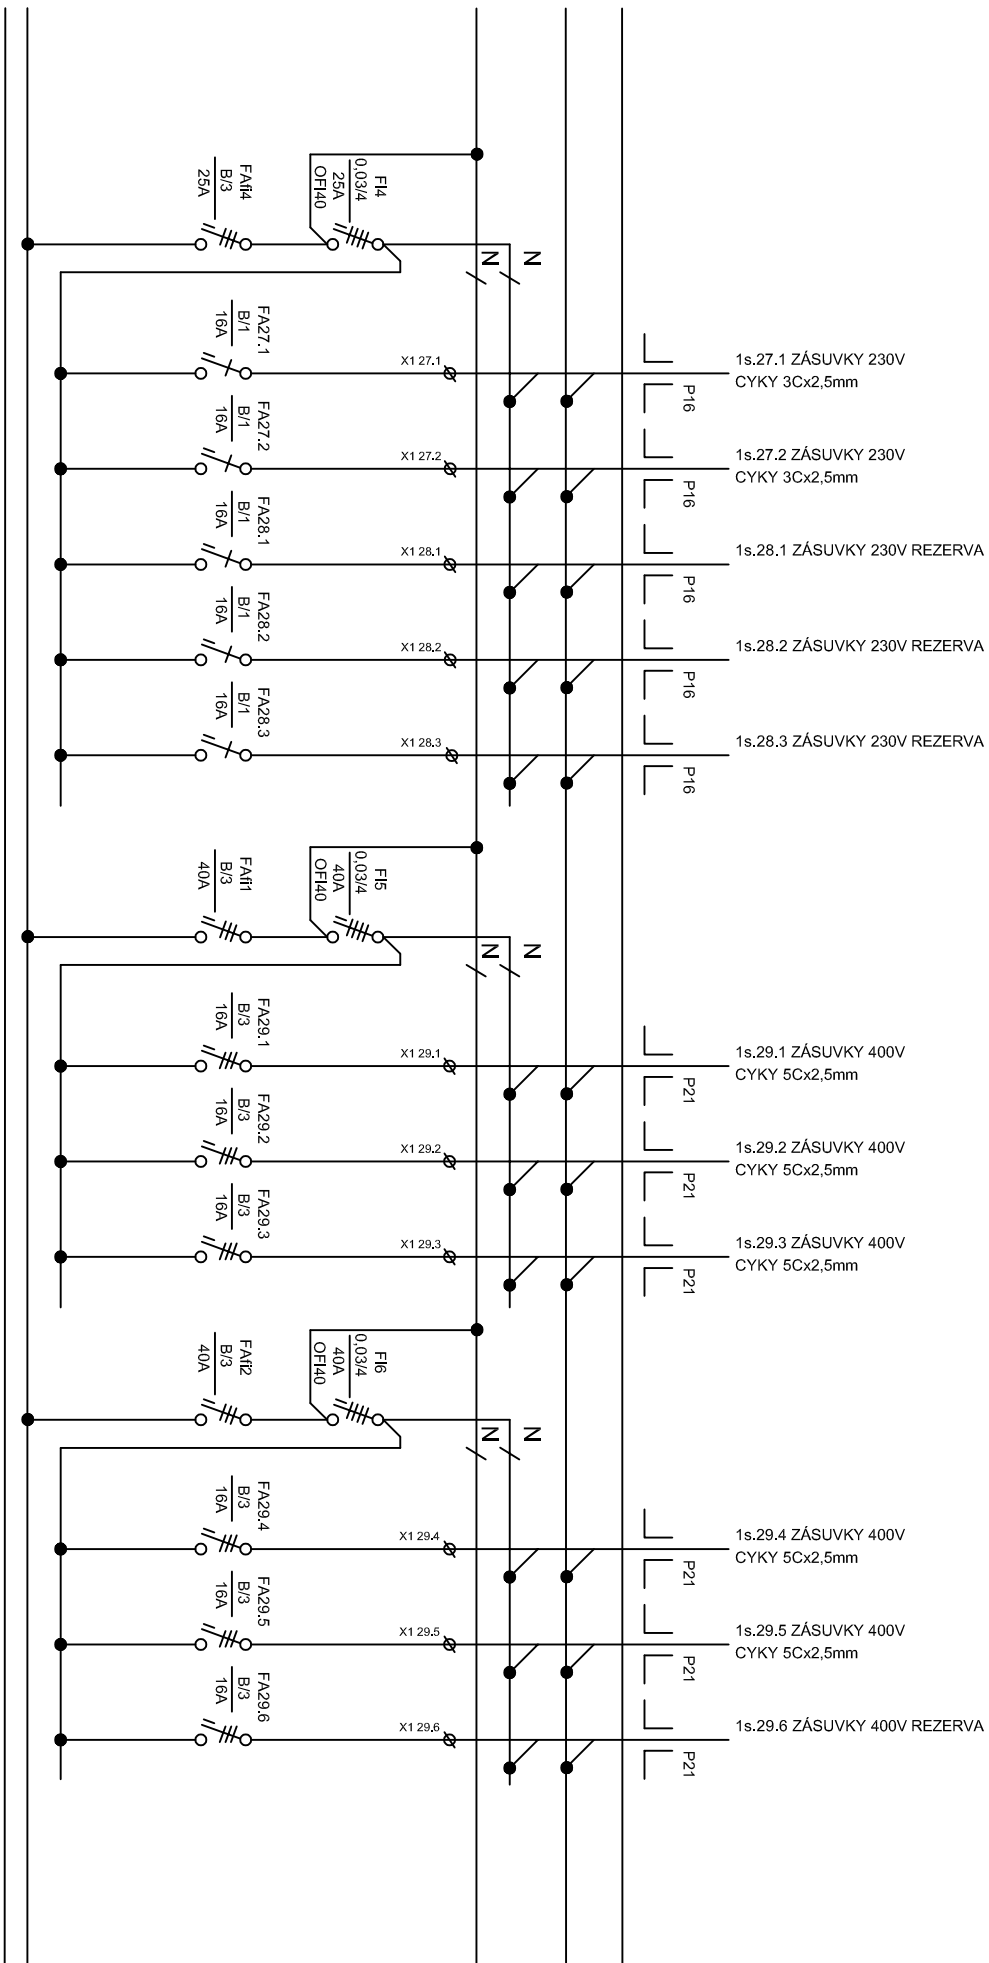 FAfi4
B/3
25A
FI4
0,03/4
25A
OFI40
N
N
FA27.1
B/1
16A
X1 27.1
P16
1s.27.1 ZÁSUVKY 230V
CYKY 3Cx2,5mm
FA27.2
B/1
16A
X1 27.2
P16
1s.27.2 ZÁSUVKY 230V
CYKY 3Cx2,5mm
FA28.1
B/1
16A
X1 28.1
P16
1s.28.1 ZÁSUVKY 230V REZERVA
FA28.2
B/1
16A
X1 28.2
P16
1s.28.2 ZÁSUVKY 230V REZERVA
FA28.3
B/1
16A
X1 28.3
P16
1s.28.3 ZÁSUVKY 230V REZERVA
FAfi1
B/3
40A
FI5
0,03/4
40A
OFI40
N
N
FA29.1
B/3
16A
X1 29.1
P21
1s.29.1 ZÁSUVKY 400V
CYKY 5Cx2,5mm
FA29.2
B/3
16A
X1 29.2
P21
1s.29.2 ZÁSUVKY 400V
CYKY 5Cx2,5mm
FA29.3
B/3
16A
X1 29.3
P21
1s.29.3 ZÁSUVKY 400V
CYKY 5Cx2,5mm
FAfi2
B/3
40A
FI6
0,03/4
40A
OFI40
N
N
FA29.4
B/3
16A
X1 29.4
P21
1s.29.4 ZÁSUVKY 400V
CYKY 5Cx2,5mm
FA29.5
B/3
16A
X1 29.5
P21
1s.29.5 ZÁSUVKY 400V
CYKY 5Cx2,5mm
FA29.6
B/3
16A
X1 29.6
P21
1s.29.6 ZÁSUVKY 400V REZERVA